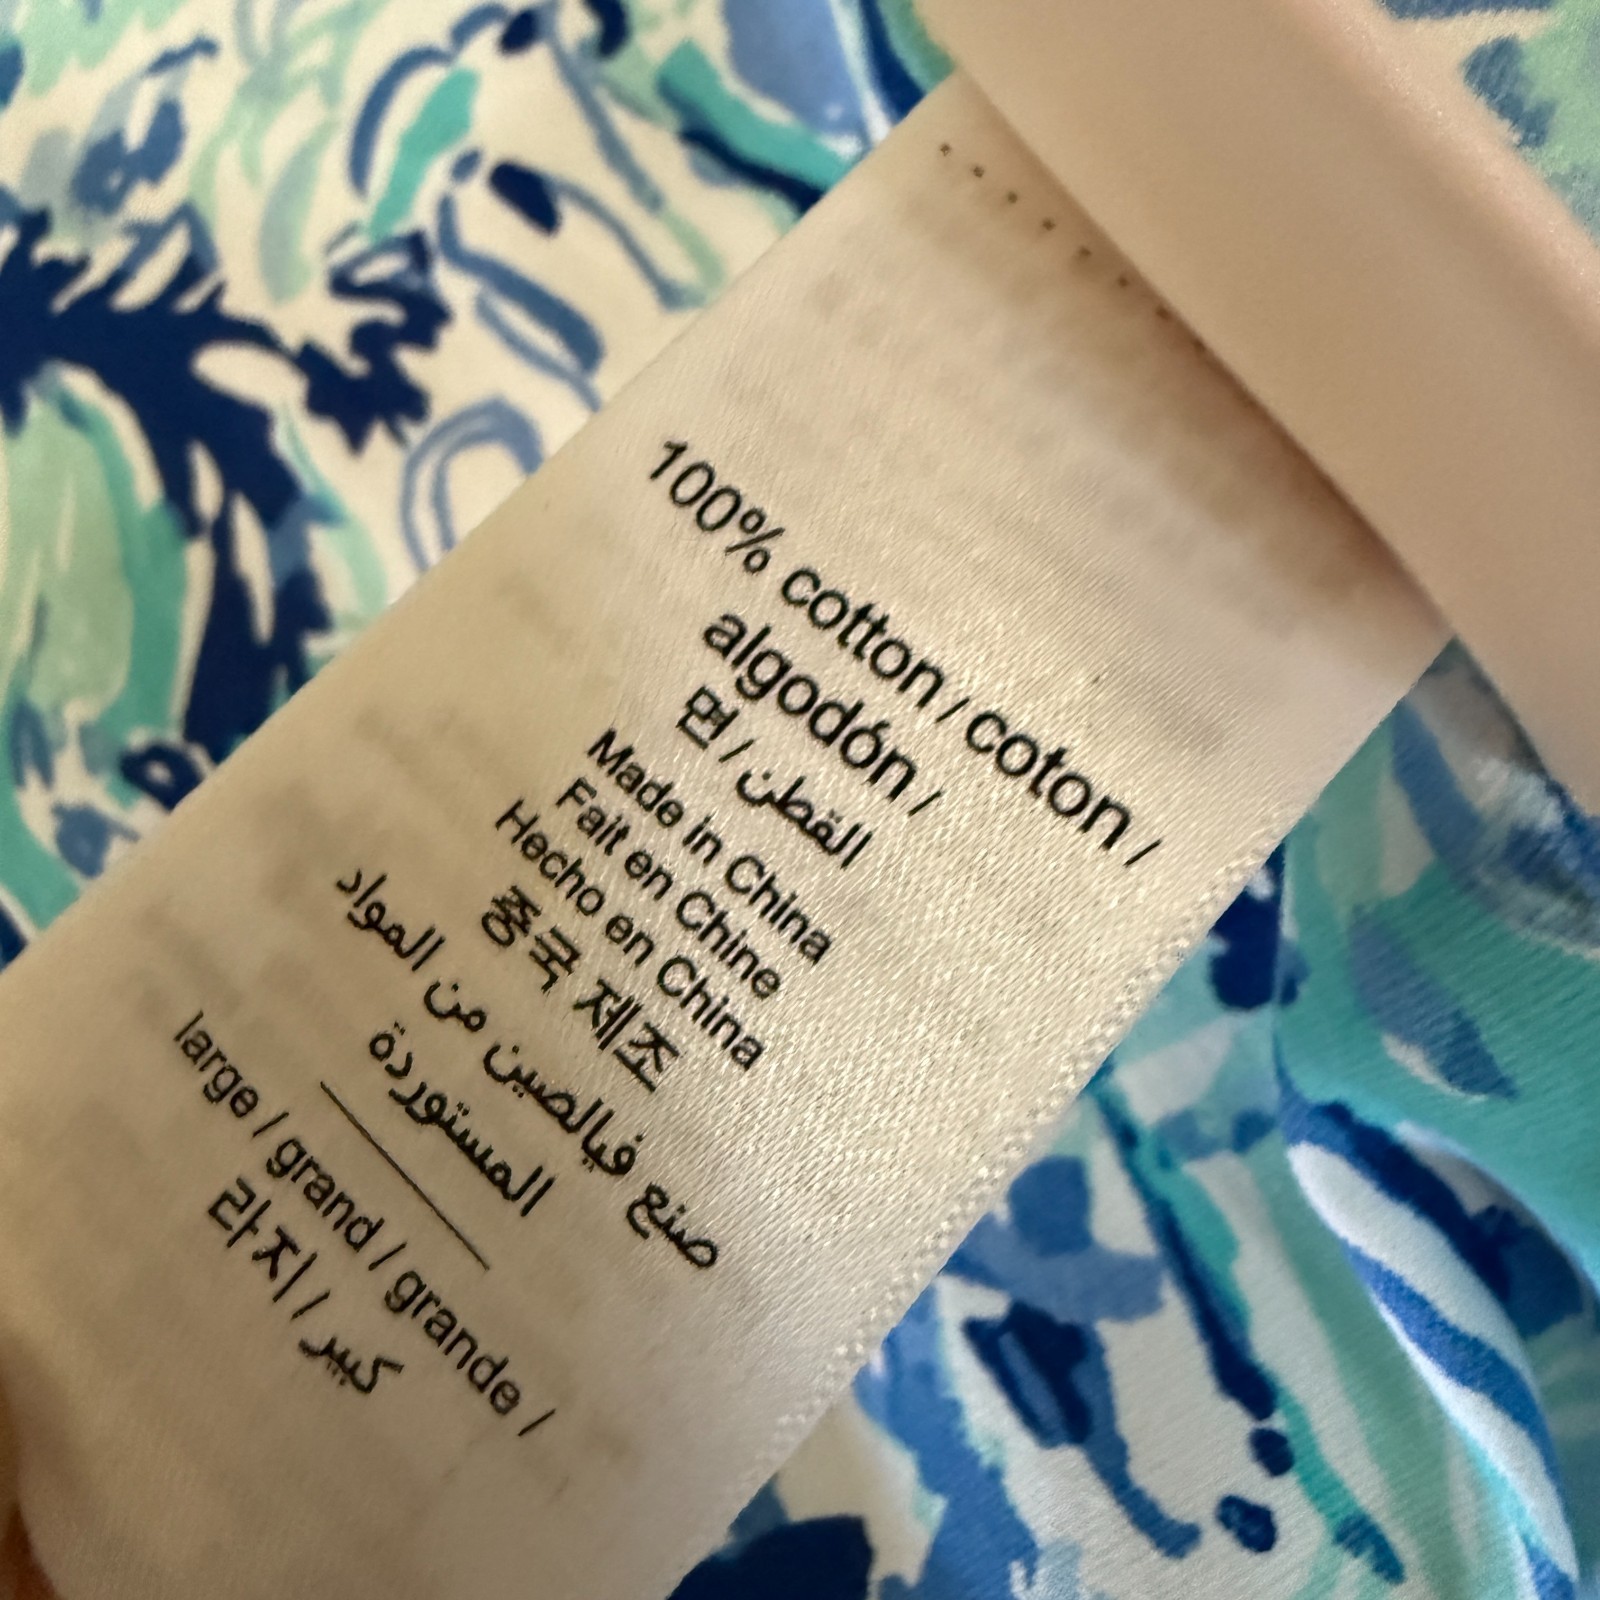 100% cotton / coton /
algodón /
면 / القطن
Made in China
Fait en Chine
Hecho en China
중국 제조
صنع فيالصين من المواد
المستوردة
large / grand / grande /
라지 / كبير